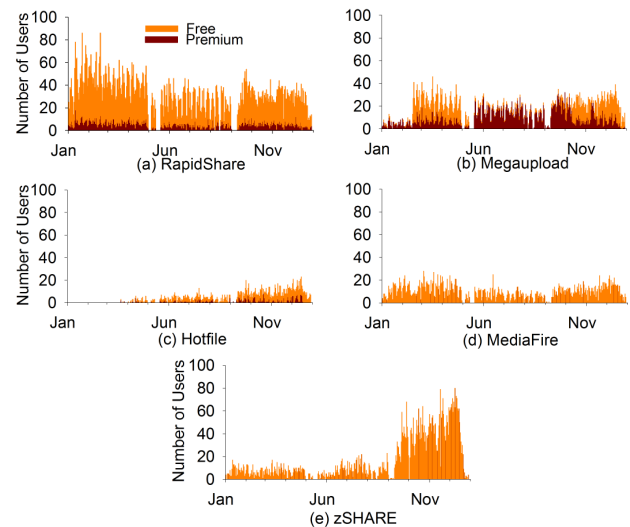 Free
Premium
Number of Users
100
80
60
40
20
0
Jan Jun Nov
(a) RapidShare
100
80
60
40
20
0
Jan Jun Nov
(b) Megaupload
Number of Users
100
80
60
40
20
0
Jan Jun Nov
(c) Hotfile
100
80
60
40
20
0
Jan Jun Nov
(d) MediaFire
Number of Users
100
80
60
40
20
0
Jan Jun Nov
(e) zSHARE